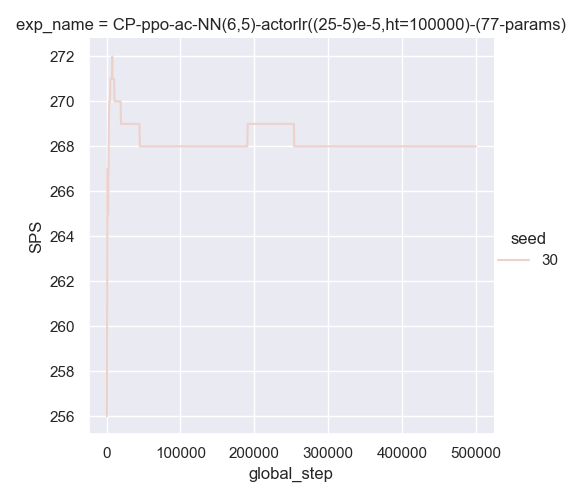 exp_name = CP-ppo-ac-NN(6,5)-actorlr((25-5)e-5,ht=100000)-(77-params)
272
270
268
266
264
262
260
258
256
SPS
0 100000 200000 300000 400000 500000
global_step
seed
30